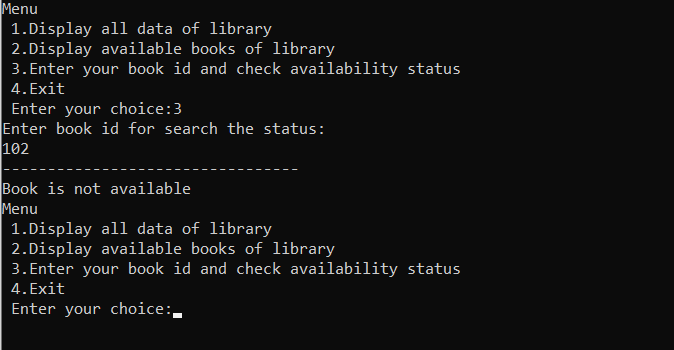 Menu
 1.Display all data of library
 2.Display available books of library
 3.Enter your book id and check availability status
 4.Exit
 Enter your choice:3
Enter book id for search the status:
102
---------------------------------
Book is not available
Menu
 1.Display all data of library
 2.Display available books of library
 3.Enter your book id and check availability status
 4.Exit
 Enter your choice: